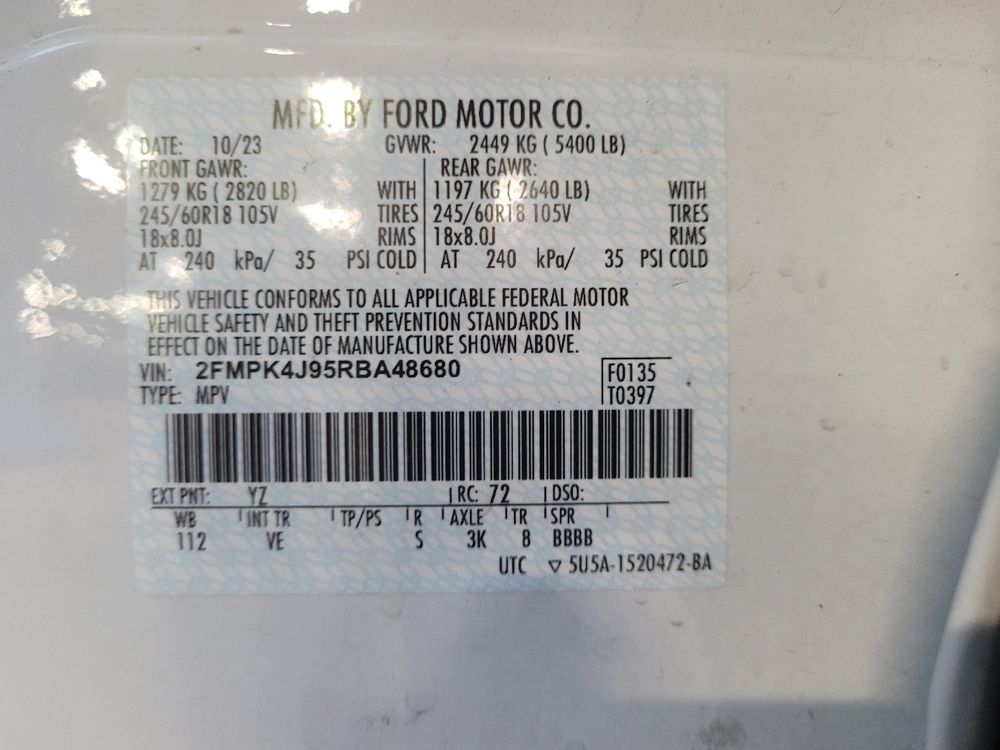 MFD. BY FORD MOTOR CO.
DATE: 10/23 GVWR: 2449 KG ( 5400 LB)
FRONT GAWR: REAR GAWR:
1279 KG ( 2820 LB) WITH 1197 KG ( 2640 LB) WITH
245/60R18 105V TIRES 245/60R18 105V TIRES
18x8.0J RIMS 18x8.0J RIMS
AT 240 kPa/ 35 PSI COLD AT 240 kPa/ 35 PSI COLD
THIS VEHICLE CONFORMS TO ALL APPLICABLE FEDERAL MOTOR
VEHICLE SAFETY AND THEFT PREVENTION STANDARDS IN
EFFECT ON THE DATE OF MANUFACTURE SHOWN ABOVE.
VIN: 2FMPK4J95RBA48680 F0135
TYPE: MPV T0397
EXT PNT: YZ RC: 72 DSO:
WB INT TR TP/PS R AXLE TR SPR
112 VE S 3K 8 BBBB
UTC ▽ 5U5A-1520472-BA